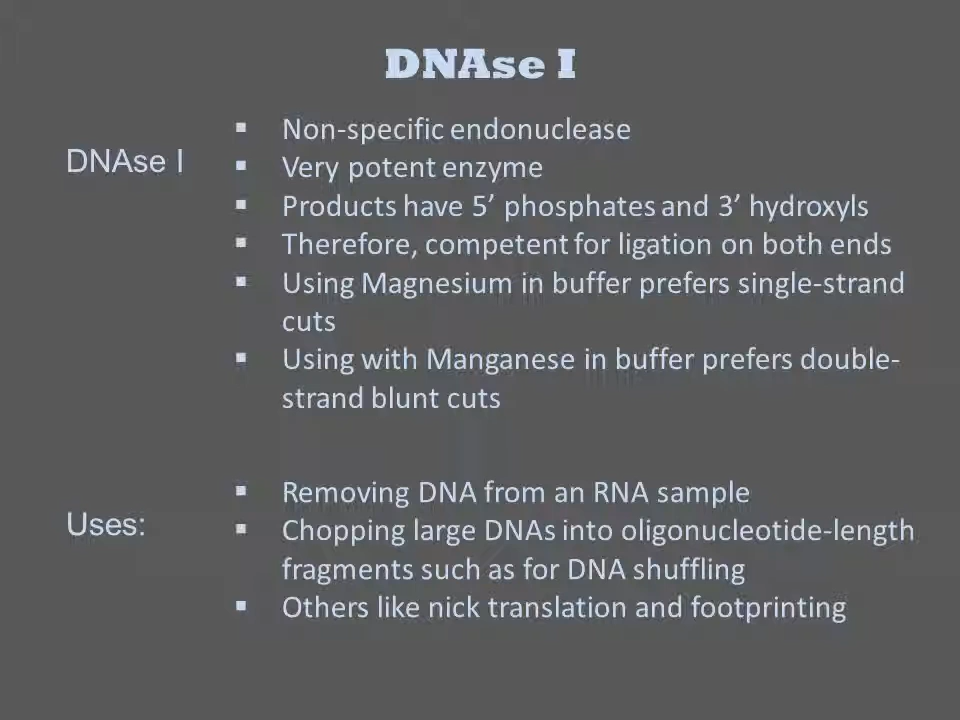 DNAse I
DNAse I
▪ Non-specific endonuclease
▪ Very potent enzyme
▪ Products have 5’ phosphates and 3’ hydroxyls
▪ Therefore, competent for ligation on both ends
▪ Using Magnesium in buffer prefers single-strand
cuts
▪ Using with Manganese in buffer prefers double-
strand blunt cuts
Uses:
▪ Removing DNA from an RNA sample
▪ Chopping large DNAs into oligonucleotide-length
fragments such as for DNA shuffling
▪ Others like nick translation and footprinting